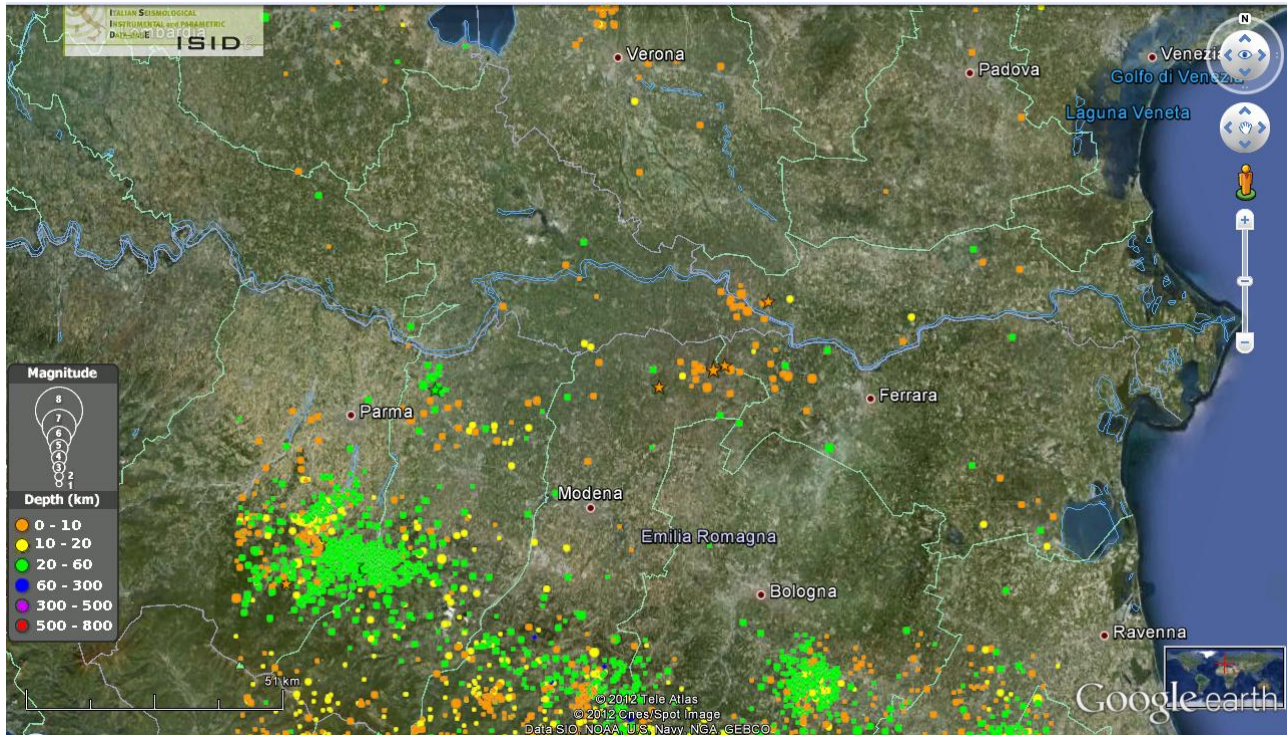 ITALIAN SEISMOLOGICAL
INSTRUMENTAL and PARAMETRIC
DATA-BASE
ISIDe
Verona
Padova
Venezia
Golfo di Venezia
Laguna Veneta
N
Magnitude
8
7
6
5
4
3
2
1
Depth (km)
0 - 10
10 - 20
20 - 60
60 - 300
300 - 500
500 - 800
Parma
Ferrara
Modena
Emilia Romagna
Bologna
Ravenna
51 km
© 2012 Tele Atlas
© 2012 Cnes/Spot Image
Data SIO, NOAA, U.S. Navy, NGA, GEBCO
Google earth